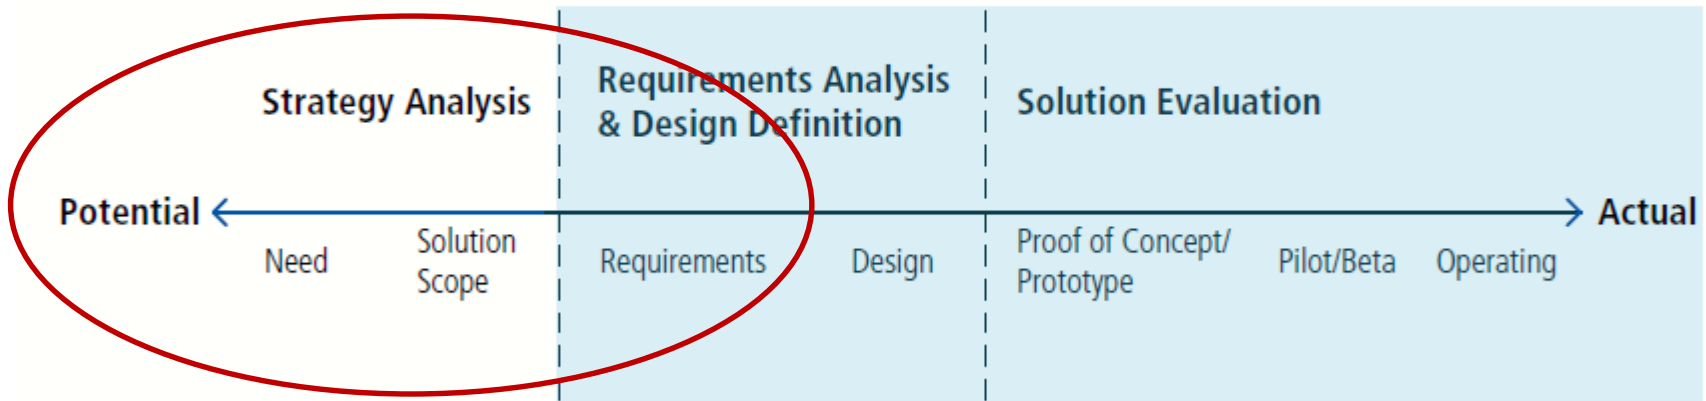 Strategy Analysis
Requirements Analysis
& Design Definition
Solution Evaluation
Potential
Actual
Need
Solution
Scope
Requirements
Design
Proof of Concept/
Prototype
Pilot/Beta
Operating